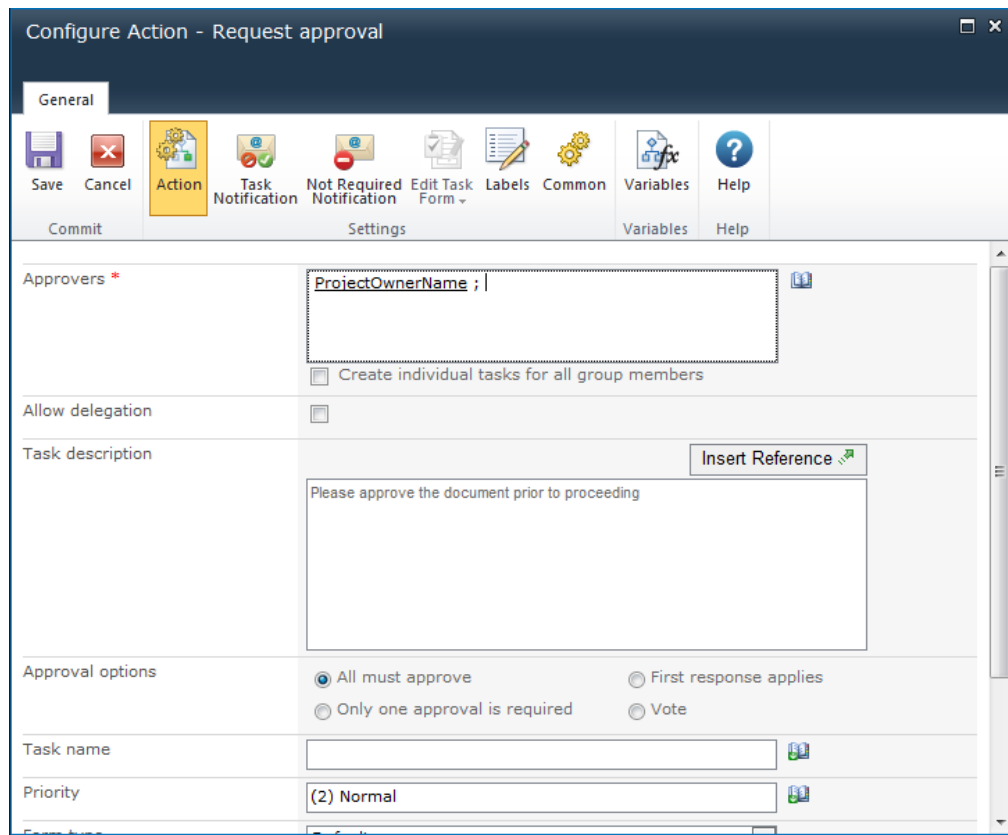 Configure Action - Request approval
General
Save Cancel Action Task Notification Not Required Notification Edit Task Form Labels Common Variables Help
Commit Settings Variables Help
Approvers *
ProjectOwnerName ;
Create individual tasks for all group members
Allow delegation
Task description
Insert Reference
Please approve the document prior to proceeding
Approval options
All must approve First response applies
Only one approval is required Vote
Task name
Priority (2) Normal